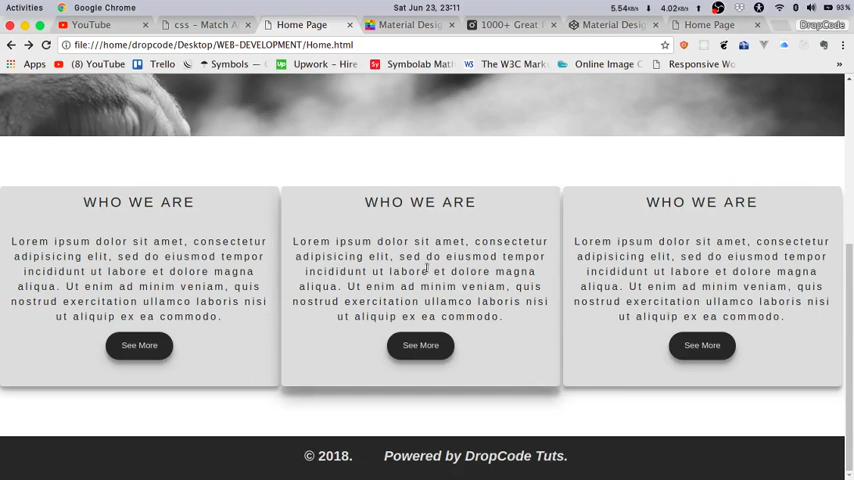 Activities
Google Chrome
Sat Jun 23, 23:11
5.54K/s
4.02K/s
93%
YouTube
css - Match A
Home Page
Material Desig
1000+ Great F
Material Desig
Home Page
DropCode
file:///home/dropcode/Desktop/WEB-DEVELOPMENT/Home.html
Apps
(8) YouTube
Trello
Symbols —
Upwork - Hire
Symbolab Mat
The W3C Mark
Online Image C
Responsive Wo
WHO WE ARE
Lorem ipsum dolor sit amet, consectetur
adipisicing elit, sed do eiusmod tempor
incididunt ut labore et dolore magna
aliqua. Ut enim ad minim veniam, quis
nostrud exercitation ullamco laboris nisi
ut aliquip ex ea commodo.
See More
WHO WE ARE
Lorem ipsum dolor sit amet, consectetur
adipisicing elit, sed do eiusmod tempor
incididunt ut labore et dolore magna
aliqua. Ut enim ad minim veniam, quis
nostrud exercitation ullamco laboris nisi
ut aliquip ex ea commodo.
See More
WHO WE ARE
Lorem ipsum dolor sit amet, consectetur
adipisicing elit, sed do eiusmod tempor
incididunt ut labore et dolore magna
aliqua. Ut enim ad minim veniam, quis
nostrud exercitation ullamco laboris nisi
ut aliquip ex ea commodo.
See More
© 2018. Powered by DropCode Tuts.